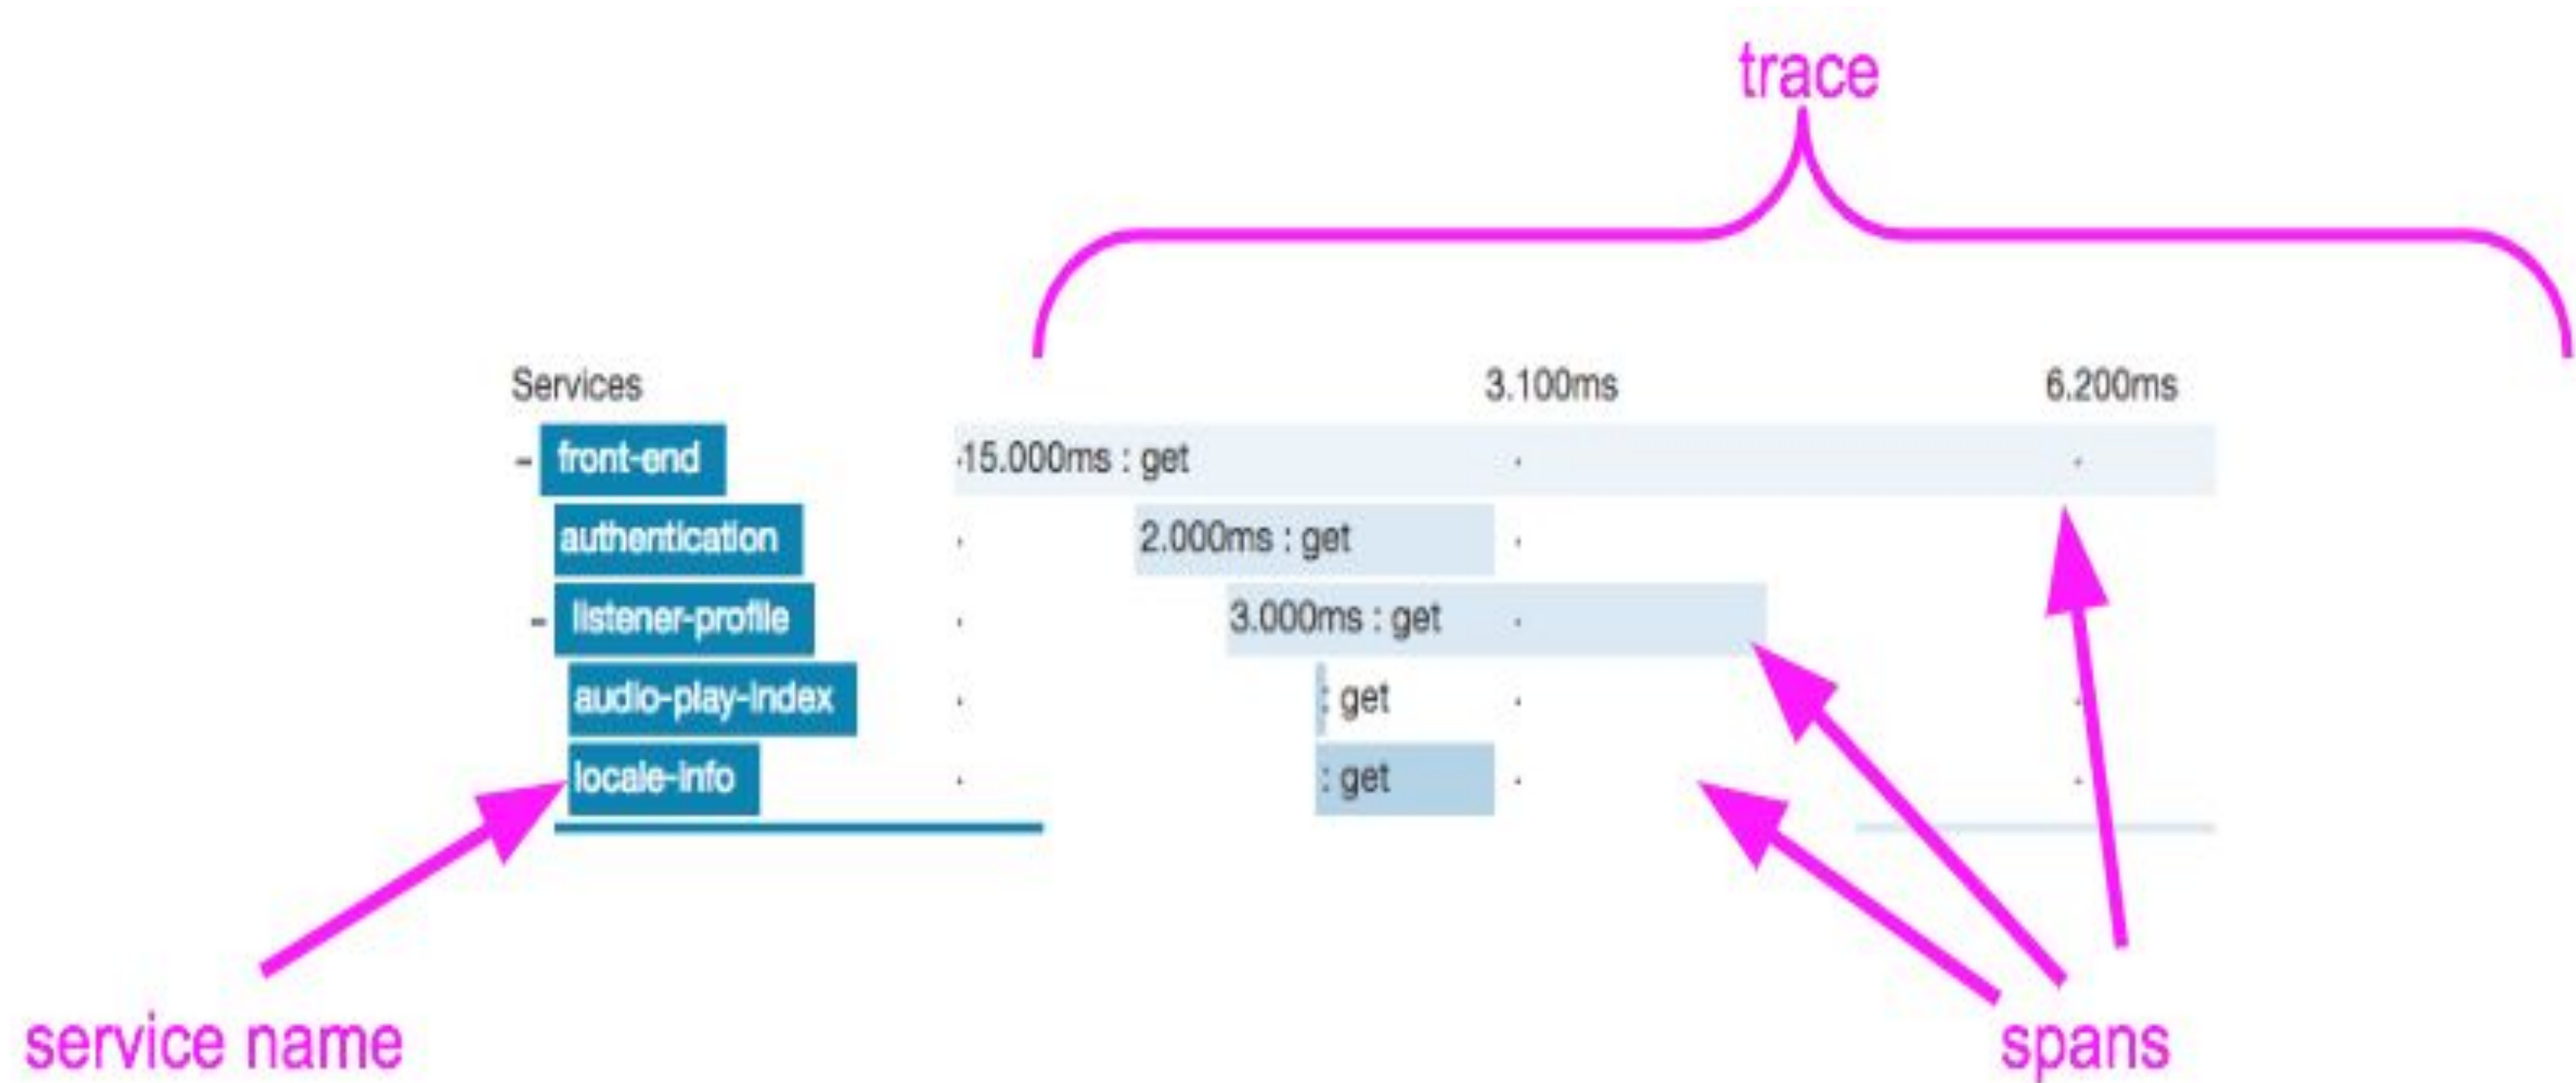 trace
Services 3.100ms 6.200ms
- front-end 15.000ms : get
authentication 2.000ms : get
- listener-profile 3.000ms : get
audio-play-index : get
locale-info : get
service name
spans